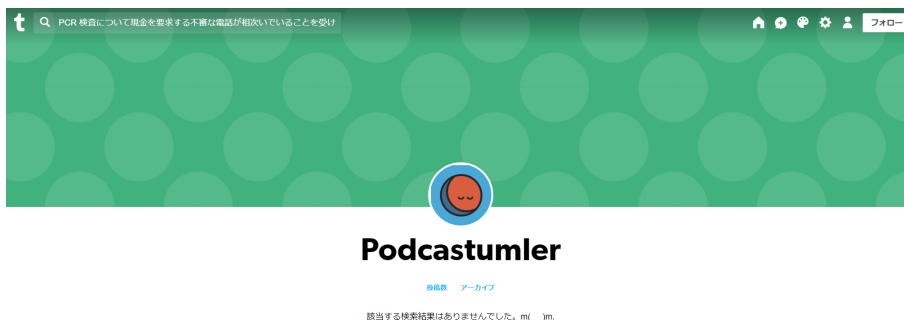 t PCR 検査について現金を要求する不審な電話が相次いでいることを受け フォロー
Podcastumler
投稿数 アーカイブ
該当する検索結果はありませんでした。m( )m.